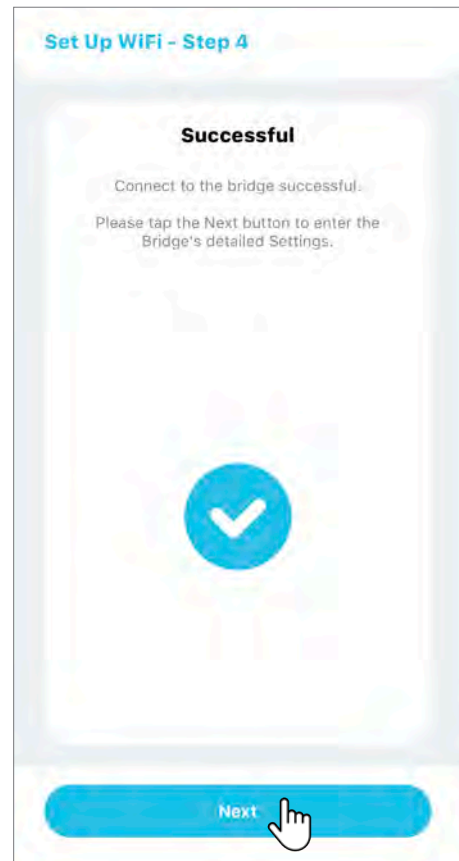 Set Up WiFi - Step 4
Successful
Connect to the bridge successful.
Please tap the Next button to enter the
Bridge's detailed Settings.
Next